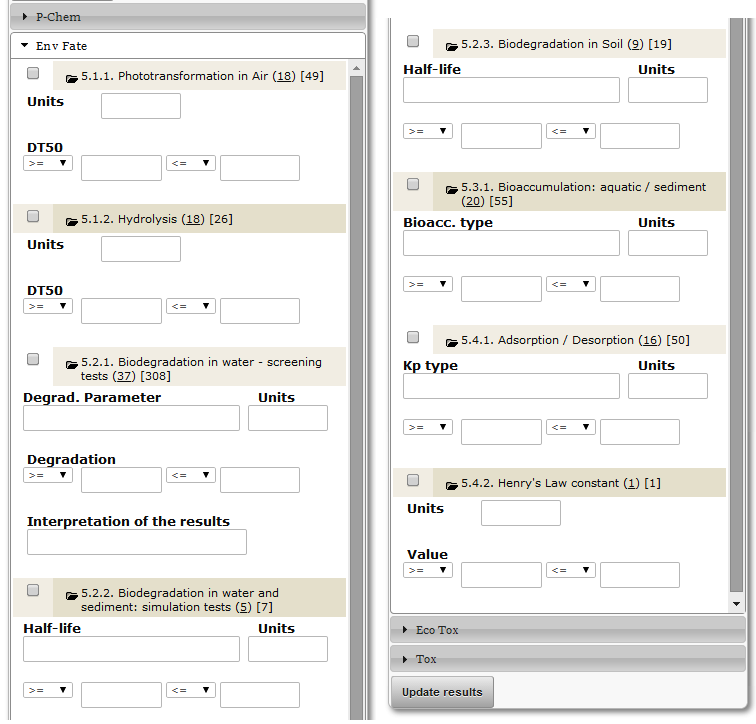 P-Chem
Env Fate
5.1.1. Phototransformation in Air (18) [49]
Units
DT50
>= <=
5.1.2. Hydrolysis (18) [26]
Units
DT50
>= <=
5.2.1. Biodegradation in water - screening
tests (37) [308]
Degrad. Parameter Units
Degradation
>= <=
Interpretation of the results
5.2.2. Biodegradation in water and
sediment: simulation tests (5) [7]
Half-life Units
>= <=
5.2.3. Biodegradation in Soil (9) [19]
Half-life Units
>= <=
5.3.1. Bioaccumulation: aquatic / sediment
(20) [55]
Bioacc. type Units
>= <=
5.4.1. Adsorption / Desorption (16) [50]
Kp type Units
>= <=
5.4.2. Henry's Law constant (1) [1]
Units
Value
>= <=
Eco Tox
Tox
Update results